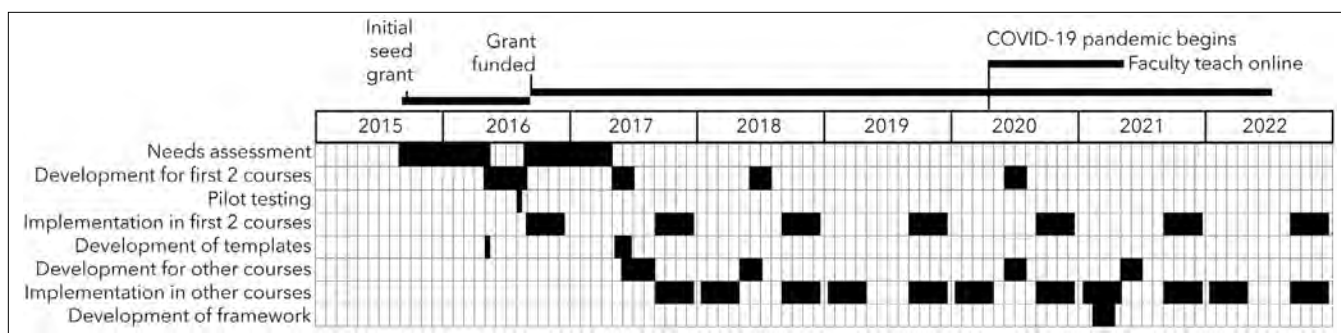 Initial
seed
grant
Grant
funded
COVID-19 pandemic begins
Faculty teach online
2015 2016 2017 2018 2019 2020 2021 2022
Needs assessment
Development for first 2 courses
Pilot testing
Implementation in first 2 courses
Development of templates
Development for other courses
Implementation in other courses
Development of framework